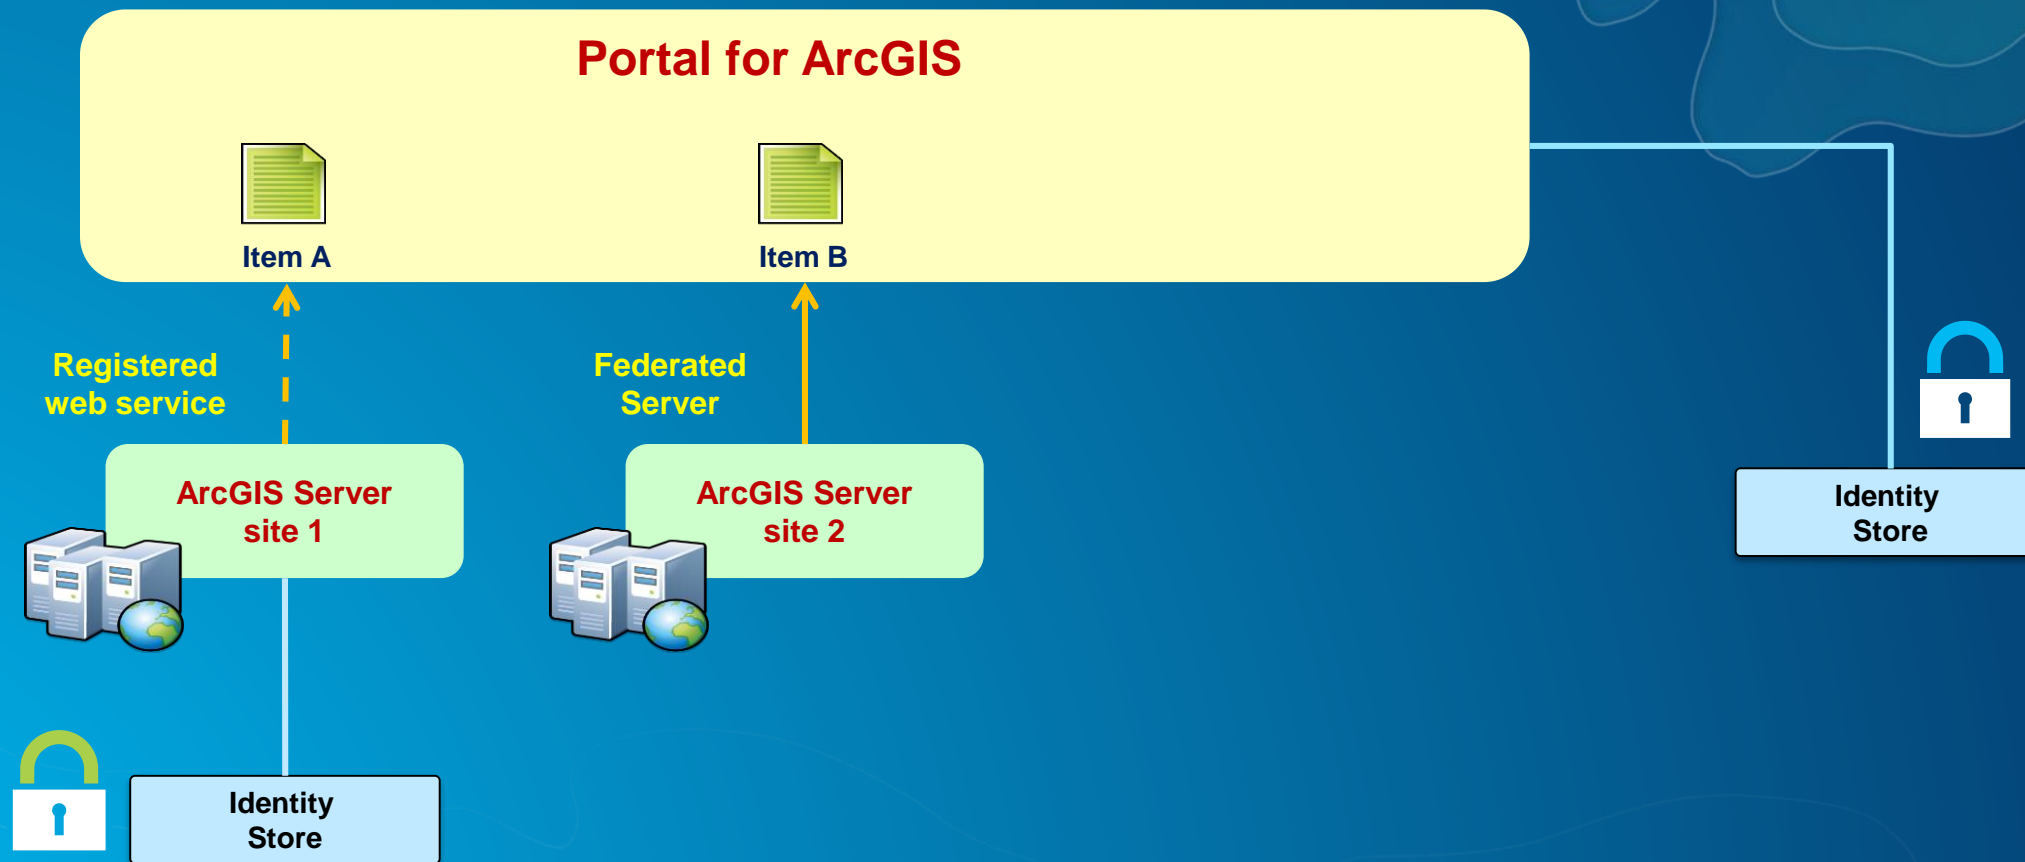 Portal for ArcGIS
Item A
Item B
Registered
web service
Federated
Server
ArcGIS Server
site 1
ArcGIS Server
site 2
Identity
Store
Identity
Store